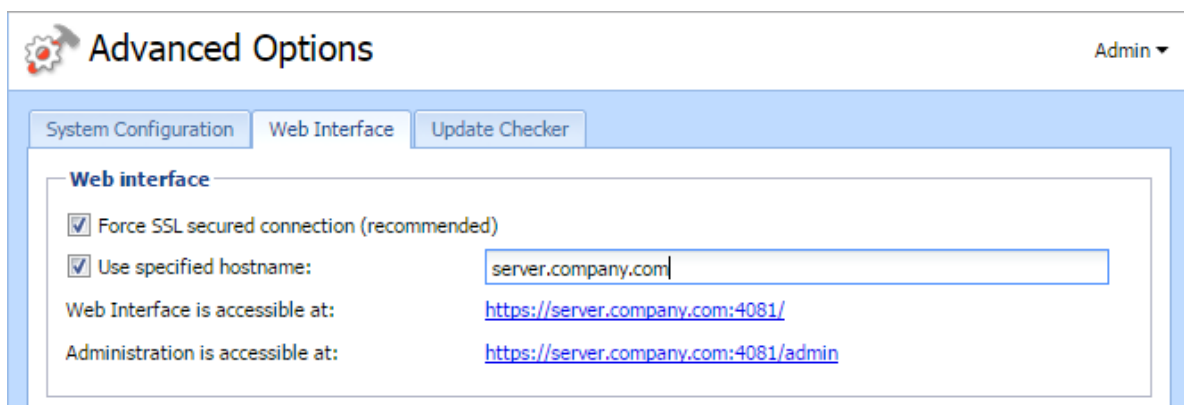 Advanced Options
Admin
System Configuration Web Interface Update Checker
Web interface
Force SSL secured connection (recommended)
Use specified hostname: server.company.com
Web Interface is accessible at: https://server.company.com:4081/
Administration is accessible at: https://server.company.com:4081/admin